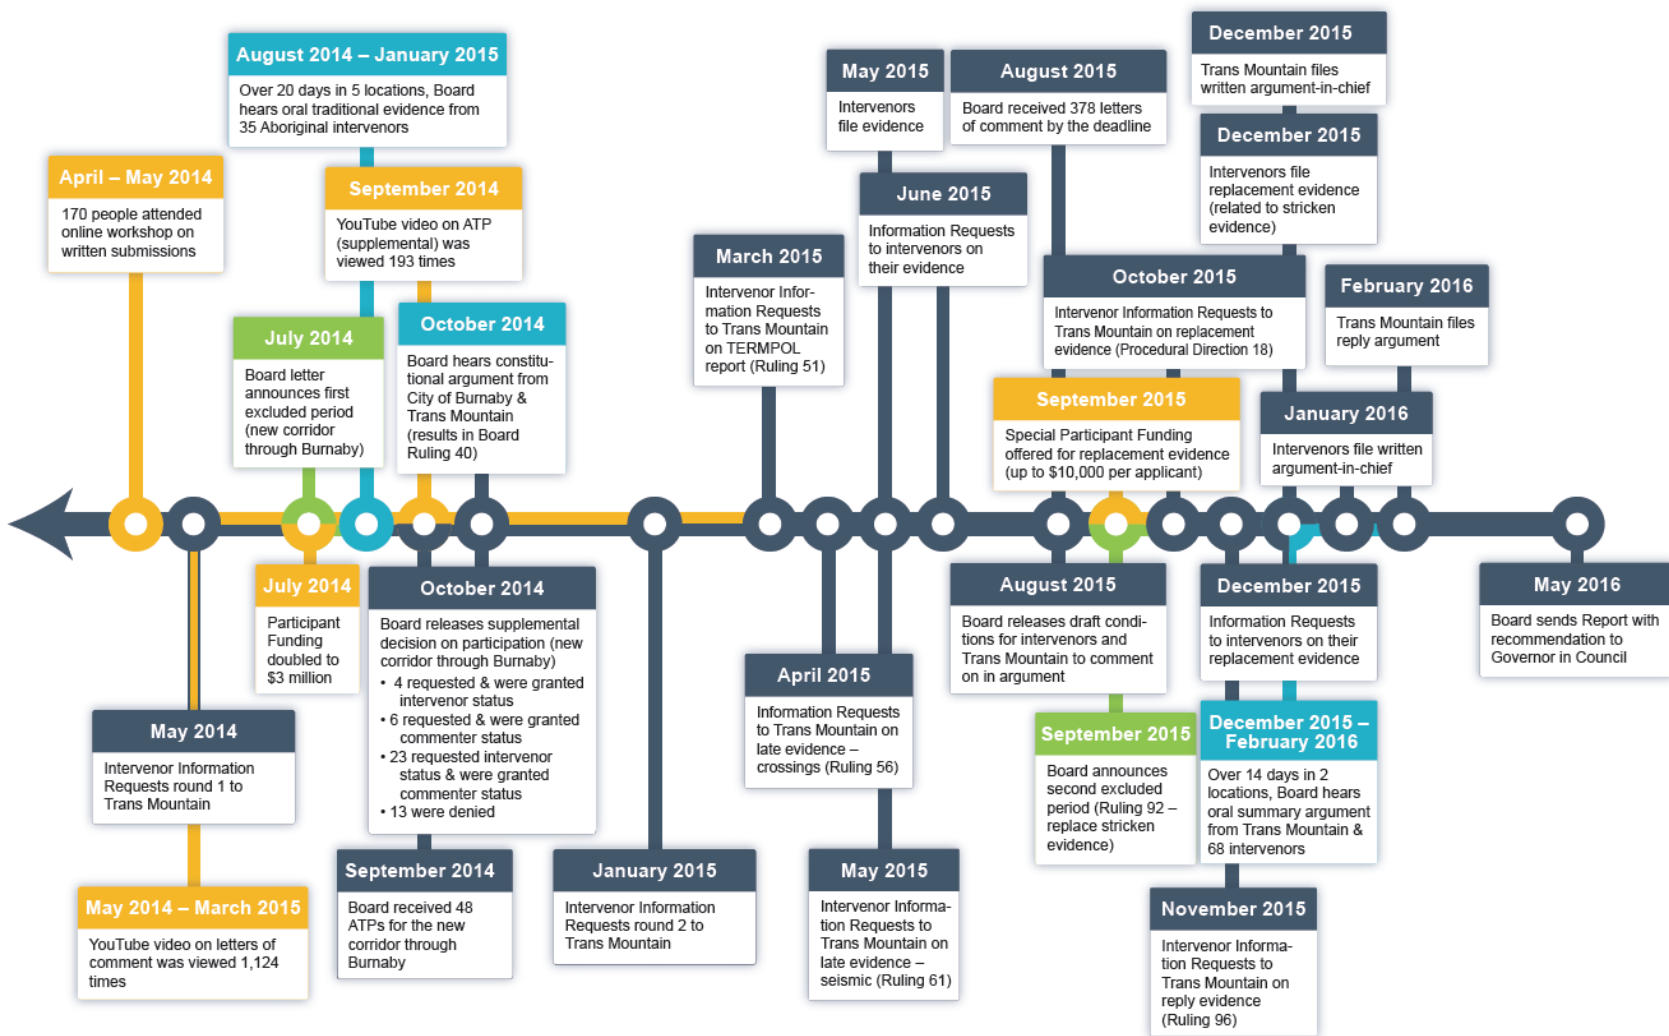 April – May 2014
170 people attended
online workshop on
written submissions
August 2014 – January 2015
Over 20 days in 5 locations, Board
hears oral traditional evidence from
35 Aboriginal intervenors
September 2014
YouTube video on ATP
(supplemental) was
viewed 193 times
July 2014
Board letter
announces first
excluded period
(new corridor
through Burnaby)
October 2014
Board hears constitu-
tional argument from
City of Burnaby &
Trans Mountain
(results in Board
Ruling 40)
March 2015
Intervenor Infor-
mation Requests
to Trans Mountain
on TERMPOL
report (Ruling 51)
May 2015
Intervenors
file evidence
June 2015
Information Requests
to intervenors on
their evidence
August 2015
Board received 378 letters
of comment by the deadline
October 2015
Intervenor Information Requests to
Trans Mountain on replacement
evidence (Procedural Direction 18)
September 2015
Special Participant Funding
offered for replacement evidence
(up to $10,000 per applicant)
December 2015
Trans Mountain files
written argument-in-chief
December 2015
Intervenors file
replacement evidence
(related to stricken
evidence)
February 2016
Trans Mountain files
reply argument
January 2016
Intervenors file written
argument-in-chief
May 2014
Intervenor Information
Requests round 1 to
Trans Mountain
May 2014 – March 2015
YouTube video on letters of
comment was viewed 1,124
times
July 2014
Participant
Funding
doubled to
$3 million
October 2014
Board releases supplemental
decision on participation (new
corridor through Burnaby)
• 4 requested & were granted
intervenor status
• 6 requested & were granted
commenter status
• 23 requested intervenor
status & were granted
commenter status
• 13 were denied
September 2014
Board received 48
ATPs for the new
corridor through
Burnaby
January 2015
Intervenor Information
Requests round 2 to
Trans Mountain
April 2015
Information Requests
to Trans Mountain on
late evidence –
crossings (Ruling 56)
May 2015
Intervenor Informa-
tion Requests to
Trans Mountain on
late evidence –
seismic (Ruling 61)
August 2015
Board releases draft condi-
tions for intervenors and
Trans Mountain to comment
on in argument
September 2015
Board announces
second excluded
period (Ruling 92 –
replace stricken
evidence)
December 2015
Information Requests
to intervenors on their
replacement evidence
December 2015 –
February 2016
Over 14 days in 2
locations, Board hears
oral summary argument
from Trans Mountain &
68 intervenors
November 2015
Intervenor Informa-
tion Requests to
Trans Mountain on
reply evidence
(Ruling 96)
May 2016
Board sends Report with
recommendation to
Governor in Council